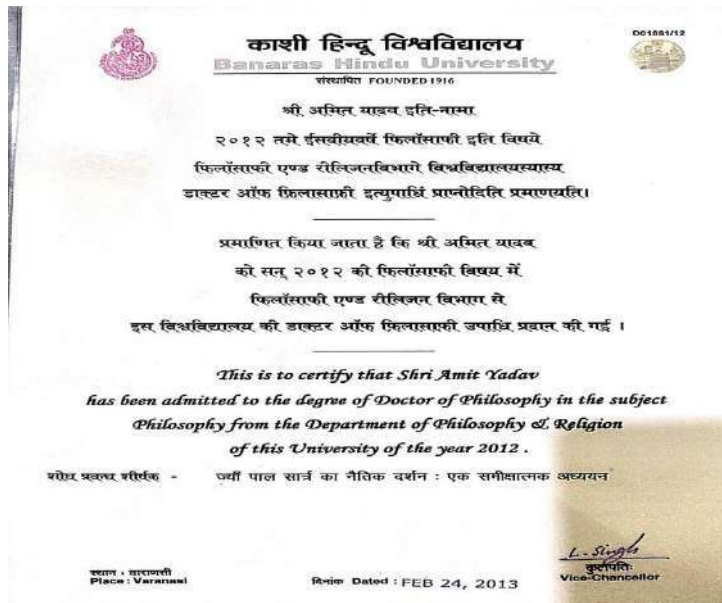 DC1881/12
काशी हिन्दू विश्वविद्यालय
Banaras Hindu University
संस्थापित FOUNDED 1916
श्री अमित यादव इति-नामा
२०१२ तमे ईसवीयवर्षे फिलॉसाफी इति विषये
फिलॉसाफी एण्ड रीलिजनविभागे विश्वविद्यालयस्यास्य
डाक्टर ऑफ फ़िलासाफ़ी इत्युपाधिं प्राप्नोदिति प्रमाणयति।
प्रमाणित किया जाता है कि श्री अमित यादव
को सन् २०१२ की फिलॉसाफी विषय में
फिलॉसाफी एण्ड रीलिजन विभाग से
इस विश्वविद्यालय की डाक्टर ऑफ फ़िलासाफी उपाधि प्रदान की गई ।
This is to certify that Shri Amit Yadav
has been admitted to the degree of Doctor of Philosophy in the subject
Philosophy from the Department of Philosophy & Religion
of this University of the year 2012 .
शोध प्रबन्ध शीर्षक - ज्याँ पाल सार्त्र का नैतिक दर्शन : एक समीक्षात्मक अध्ययन
L. Singh
स्थान : वाराणसी
Place : Varanasi
दिनांक Dated : FEB 24, 2013
कुलपतिः
Vice-Chancellor